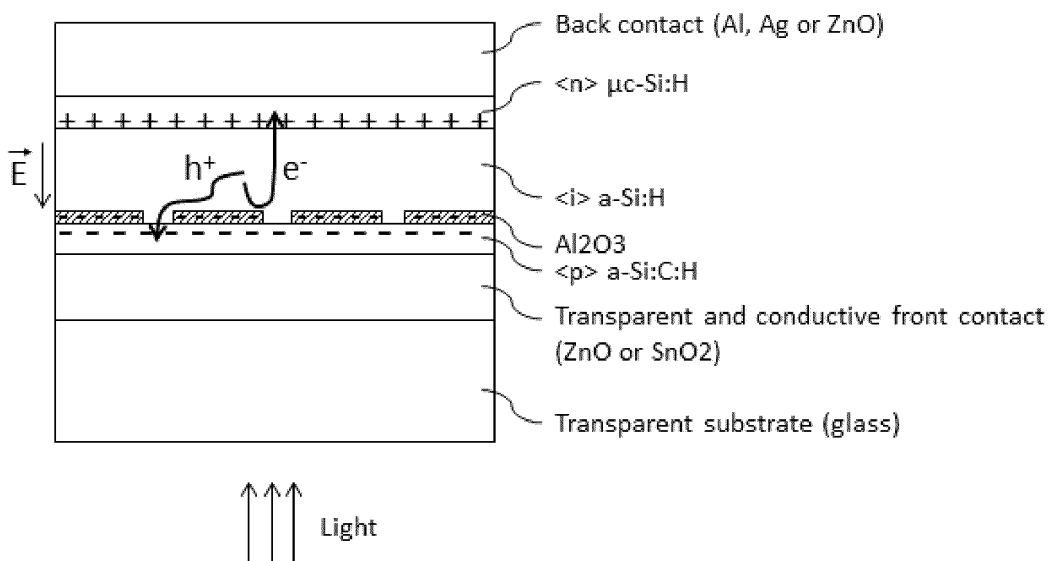 Back contact (Al, Ag or ZnO)
<n> μc-Si:H
+ + + + + + + + + + + + + + + +
E
h+
e-
<i> a-Si:H
Al2O3
<p> a-Si:C:H
Transparent and conductive front contact
(ZnO or SnO2)
Transparent substrate (glass)
Light